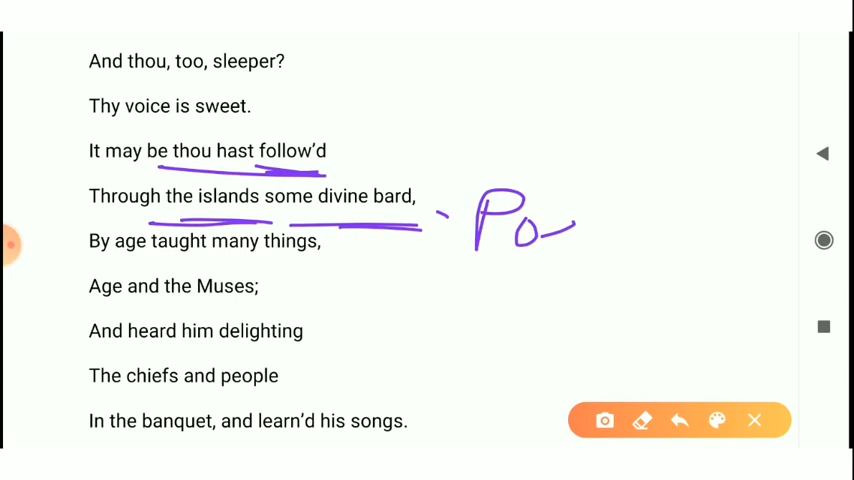 And thou, too, sleeper?
Thy voice is sweet.
It may be thou hast follow'd
Through the islands some divine bard,
By age taught many things,
Age and the Muses;
And heard him delighting
The chiefs and people
In the banquet, and learn'd his songs.
Po